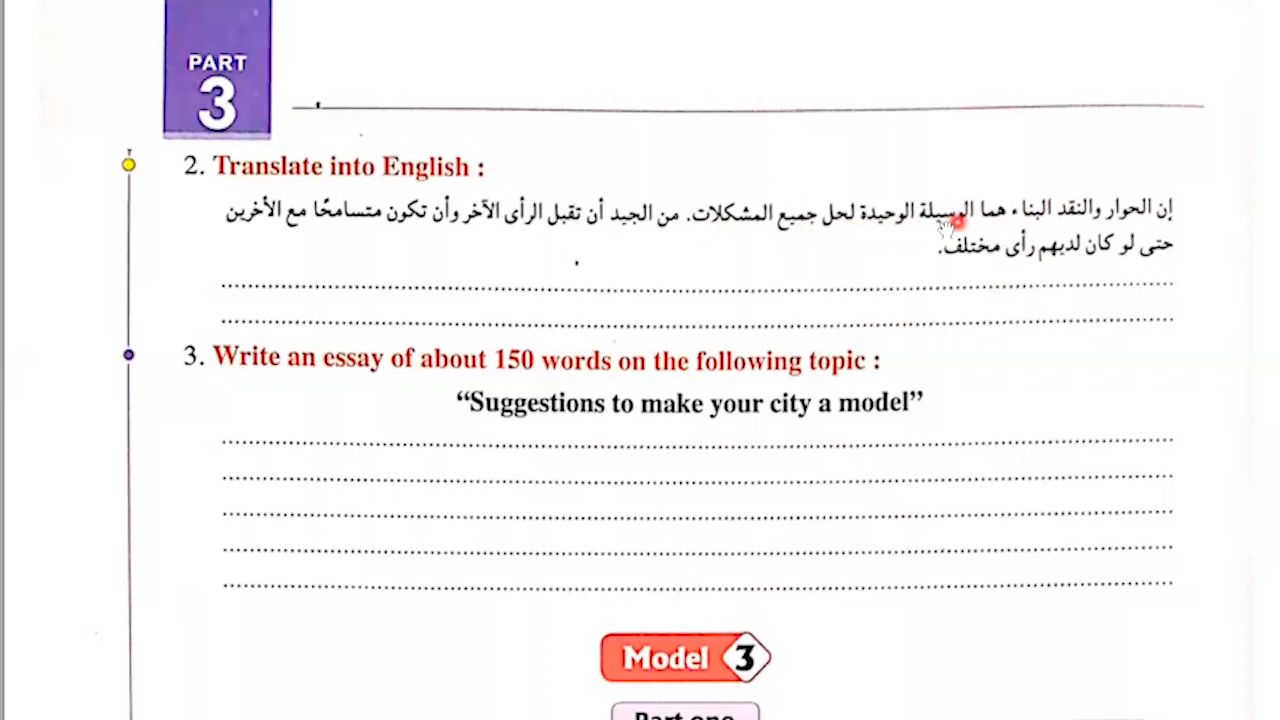 PART
3
2. Translate into English :
إن الحوار والنقد البناء هما الوسيلة الوحيدة لحل جميع المشكلات. من الجيد أن تقبل الرأى الآخر وأن تكون متسامحًا مع الأخرين
حتى لو كان لديهم رأى مختلف.
3. Write an essay of about 150 words on the following topic :
“Suggestions to make your city a model”
Model 3
Part one